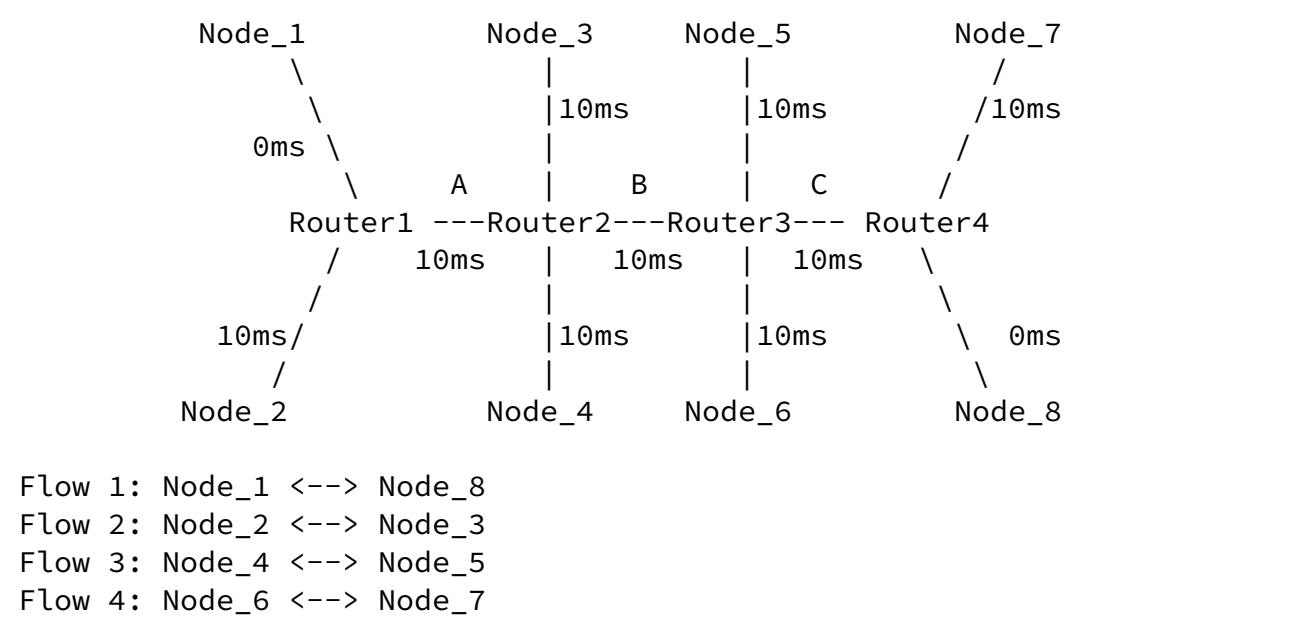 Node_1 Node_3 Node_5 Node_7
\ | | /
\ |10ms |10ms /10ms
0ms \ | | /
\ A | B | C /
Router1 ---Router2---Router3--- Router4
/ 10ms | 10ms | 10ms \
/ | | \
10ms/ |10ms |10ms \ 0ms
/ | | \
Node_2 Node_4 Node_6 Node_8
Flow 1: Node_1 <--> Node_8
Flow 2: Node_2 <--> Node_3
Flow 3: Node_4 <--> Node_5
Flow 4: Node_6 <--> Node_7